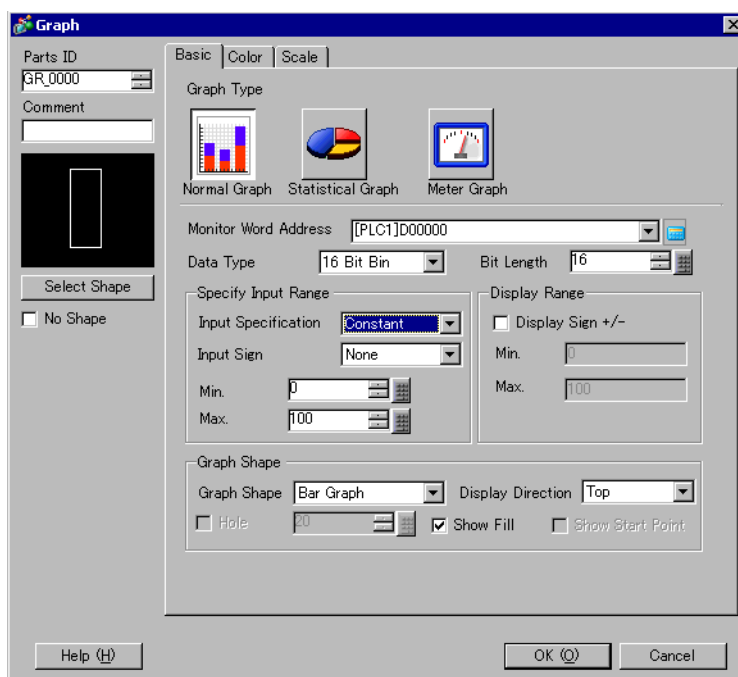 Graph
Parts ID
GR_0000
Comment
Select Shape
No Shape
Basic Color Scale
Graph Type
Normal Graph Statistical Graph Meter Graph
Monitor Word Address [PLC1]D00000
Data Type 16 Bit Bin Bit Length 16
Specify Input Range
Input Specification Constant
Input Sign None
Min. 0
Max. 100
Display Range
Display Sign +/-
Min. 0
Max. 100
Graph Shape
Graph Shape Bar Graph Display Direction Top
Hole 20 Show Fill Show Start Point
Help (H) OK (O) Cancel